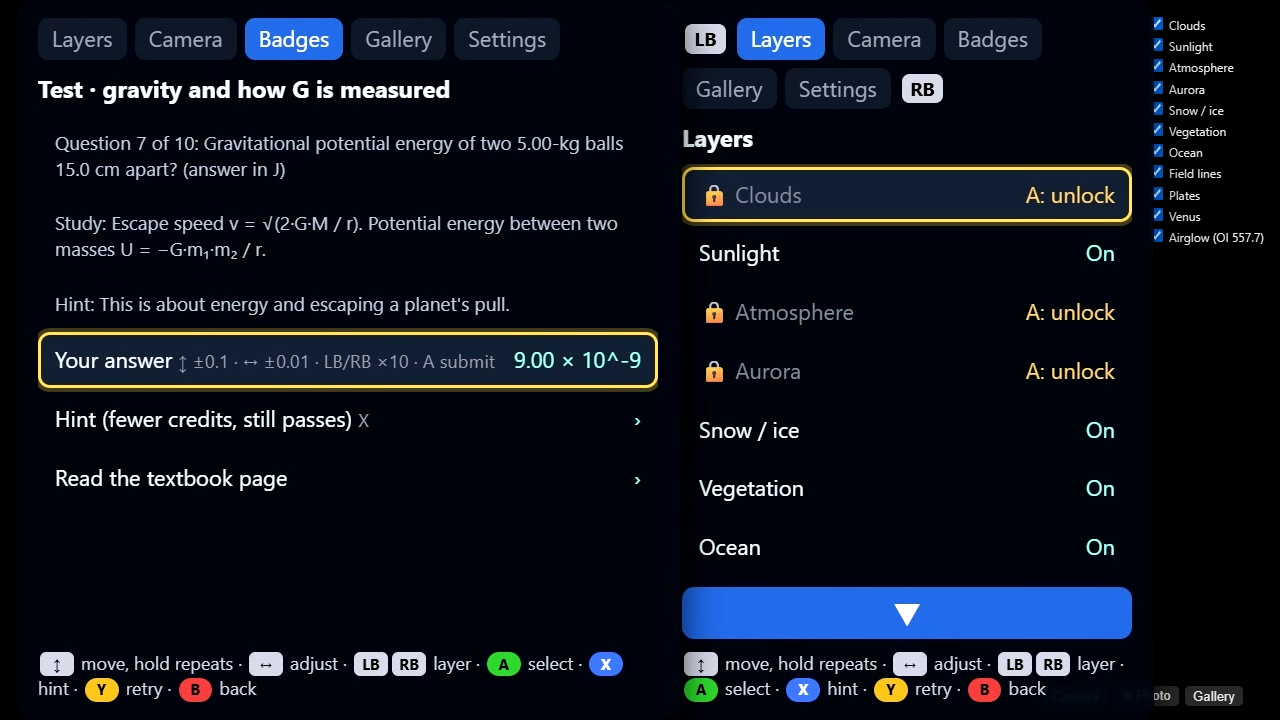 Layers Camera Badges Gallery Settings
Test · gravity and how G is measured
Question 7 of 10: Gravitational potential energy of two 5.00-kg balls
15.0 cm apart? (answer in J)
Study: Escape speed v = √(2·G·M / r). Potential energy between two
masses U = −G·m₁·m₂ / r.
Hint: This is about energy and escaping a planet's pull.
Your answer ↕ ±0.1 · ↔ ±0.01 · LB/RB ×10 · A submit 9.00 × 10^-9
Hint (fewer credits, still passes) X ›
Read the textbook page ›
↕ move, hold repeats · ↔ adjust · LB RB layer · A select · X
hint · Y retry · B back
LB Layers Camera Badges
Gallery Settings RB
Layers
🔒 Clouds A: unlock
Sunlight On
🔒 Atmosphere A: unlock
🔒 Aurora A: unlock
Snow / ice On
Vegetation On
Ocean On
▼
↕ move, hold repeats · ↔ adjust · LB RB layer ·
A select · X hint · Y retry · B back
Clouds
Sunlight
Atmosphere
Aurora
Snow / ice
Vegetation
Ocean
Field lines
Plates
Venus
Airglow (OI 557.7)
Camera Photo Gallery